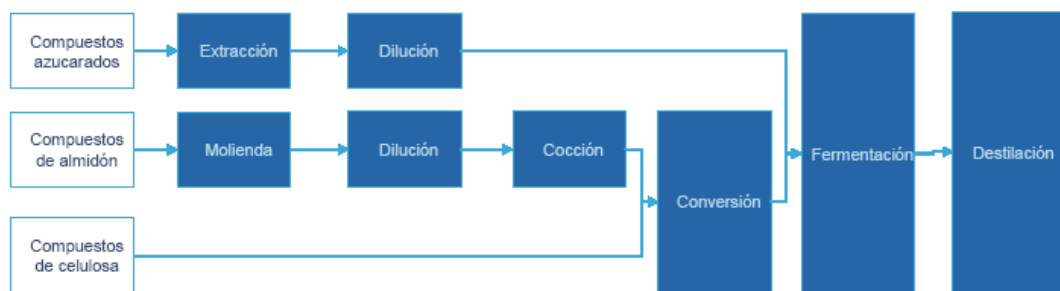 Compuestos
azucarados
Extracción
Dilución
Compuestos
de almidón
Molienda
Dilución
Cocción
Conversión
Fermentación
Destilación
Compuestos
de celulosa